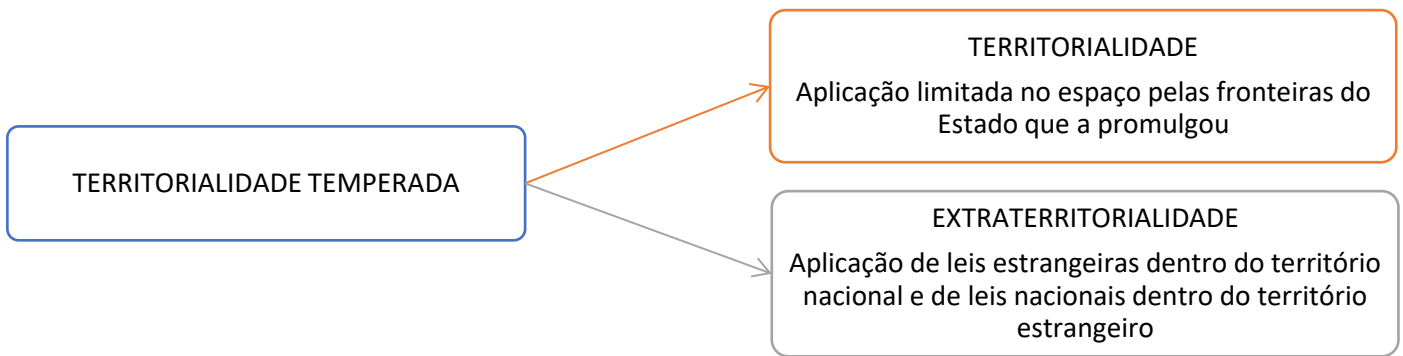 TERRITORIALIDADE
Aplicação limitada no espaço pelas fronteiras do
Estado que a promulgou
TERRITORIALIDADE TEMPERADA
EXTRATERRITORIALIDADE
Aplicação de leis estrangeiras dentro do território
nacional e de leis nacionais dentro do território
estrangeiro